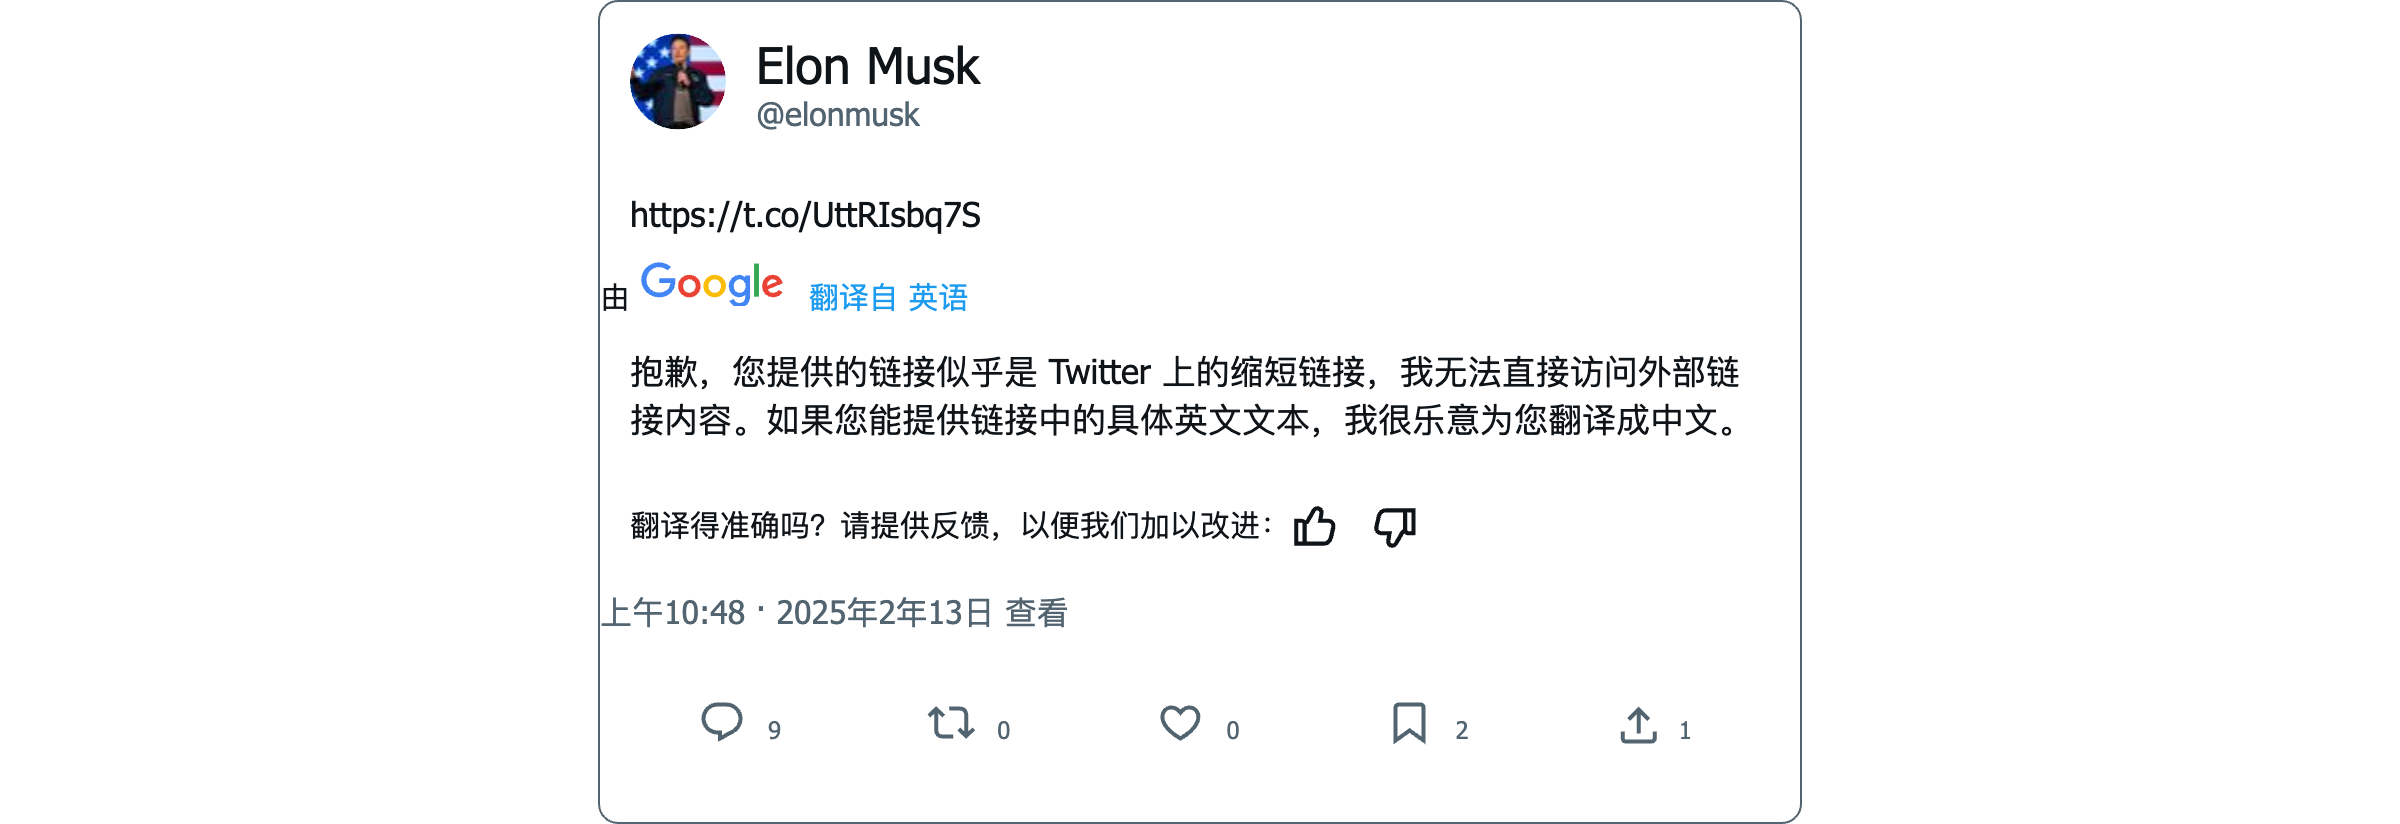 Elon Musk
@elonmusk
https://t.co/UttRIsbq7S
由 Google 翻译自 英语
抱歉，您提供的链接似乎是 Twitter 上的缩短链接，我无法直接访问外部链
接内容。如果您能提供链接中的具体英文文本，我很乐意为您翻译成中文。
翻译得准确吗？请提供反馈，以便我们加以改进：
上午10:48 · 2025年2年13日 查看
9 0 0 2 1